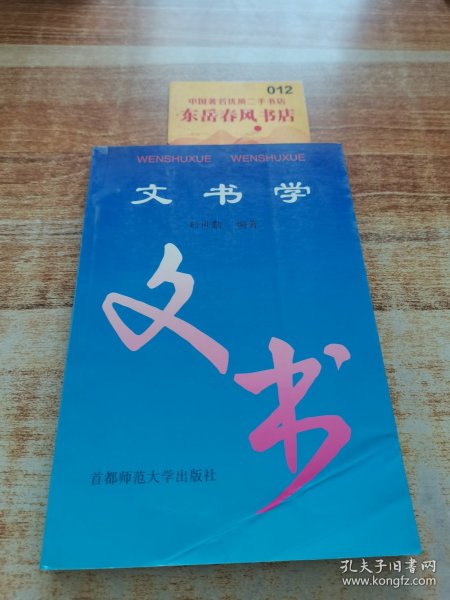 012
中国著名优质二手书店
东岳春风书店
WENSHUXUE WENSHUXUE
文书学
编著
文书
首都师范大学出版社
孔夫子旧书网
www.kongfz.com